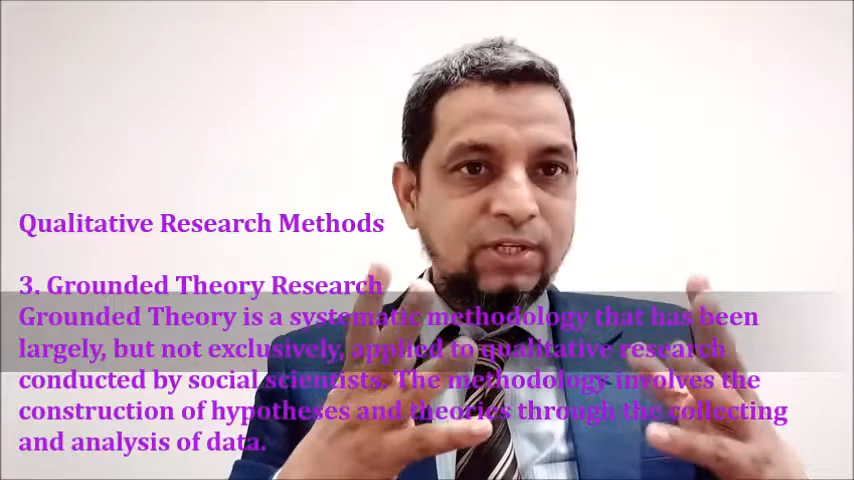 Qualitative Research Methods
3. Grounded Theory Research
Grounded Theory is a systematic methodology that has been
largely, but not exclusively, applied to qualitative research
conducted by social scientists. The methodology involves the
construction of hypotheses and theories through the collecting
and analysis of data.